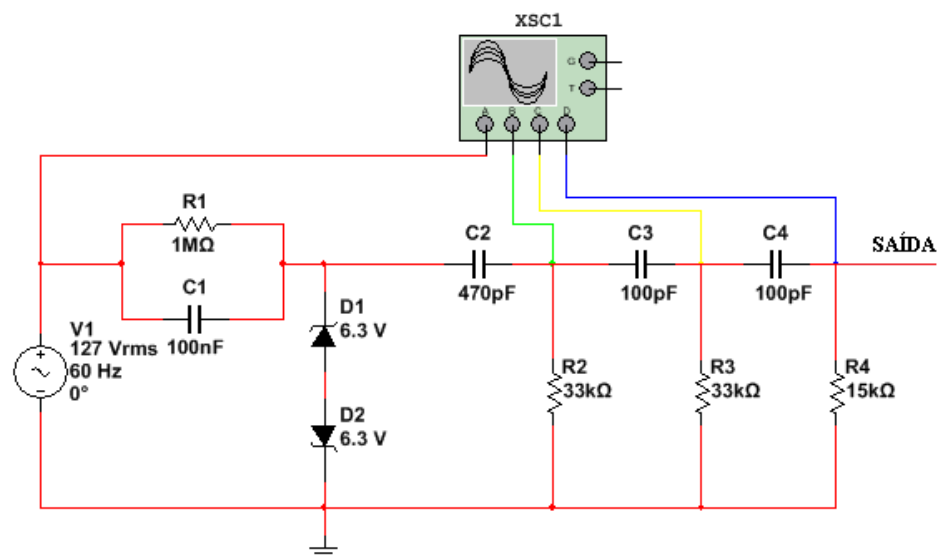 XSC1
G
T
A
B
C
D
R1
1MΩ
C1
100nF
V1
127 Vrms
60 Hz
0°
D1
6.3 V
D2
6.3 V
C2
470pF
C3
100pF
C4
100pF
SAÍDA
R2
33kΩ
R3
33kΩ
R4
15kΩ